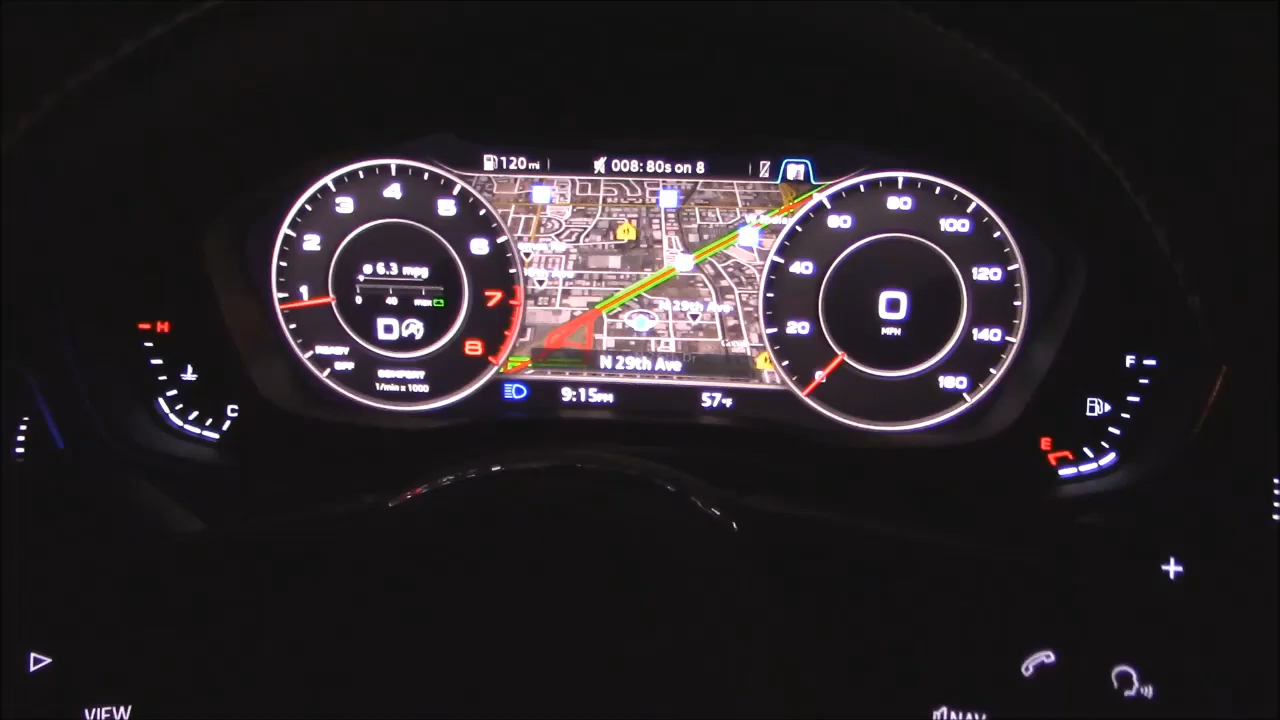 120 mi
008: 80s on 8
1
2
3
4
5
6
7
8
ø 6.3 mpg
0 40 max
D
READY
OFF
COMFORT
1/min x 1000
N 29th Ave
N 29th Ave
9:15PM
57°F
20
40
60
80
100
120
140
160
0
MPH
H
C
F
E
VIEW
NAV